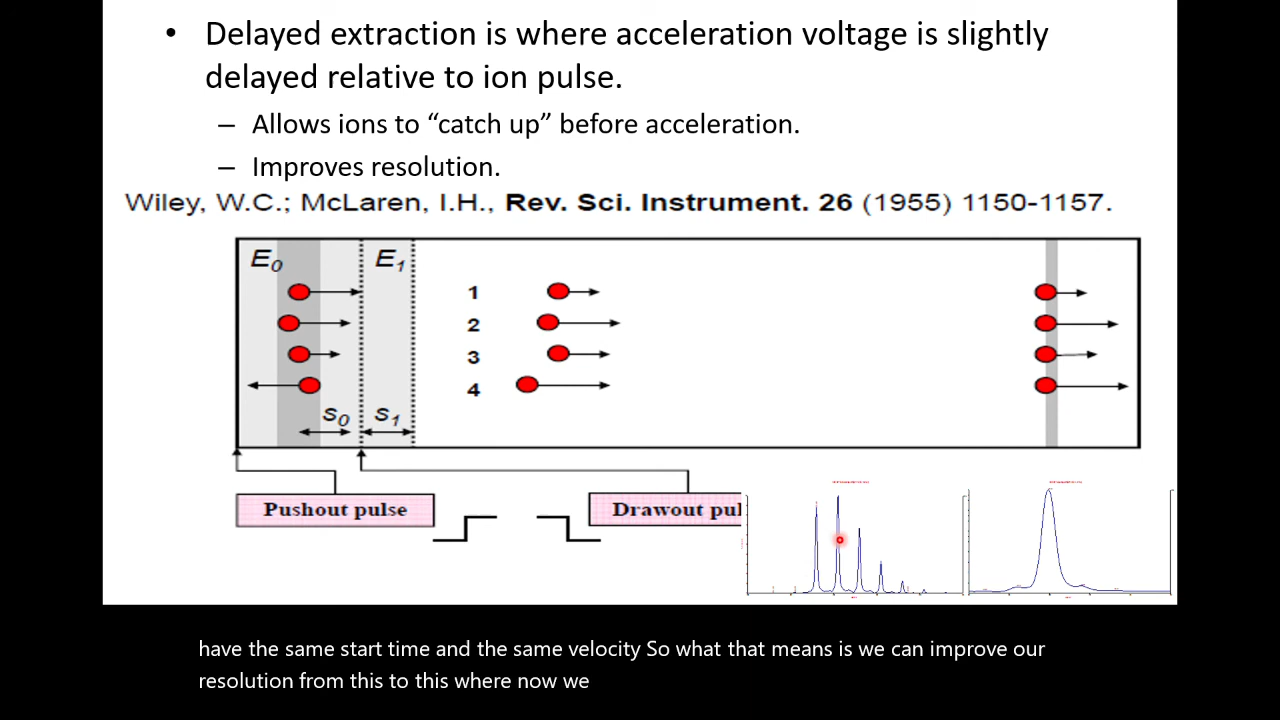 • Delayed extraction is where acceleration voltage is slightly
delayed relative to ion pulse.
– Allows ions to “catch up” before acceleration.
– Improves resolution.
Wiley, W.C.; McLaren, I.H., Rev. Sci. Instrument. 26 (1955) 1150-1157.
E0 E1
1
2
3
4
s0 s1
Pushout pulse
Drawout pul
have the same start time and the same velocity So what that means is we can improve our
resolution from this to this where now we